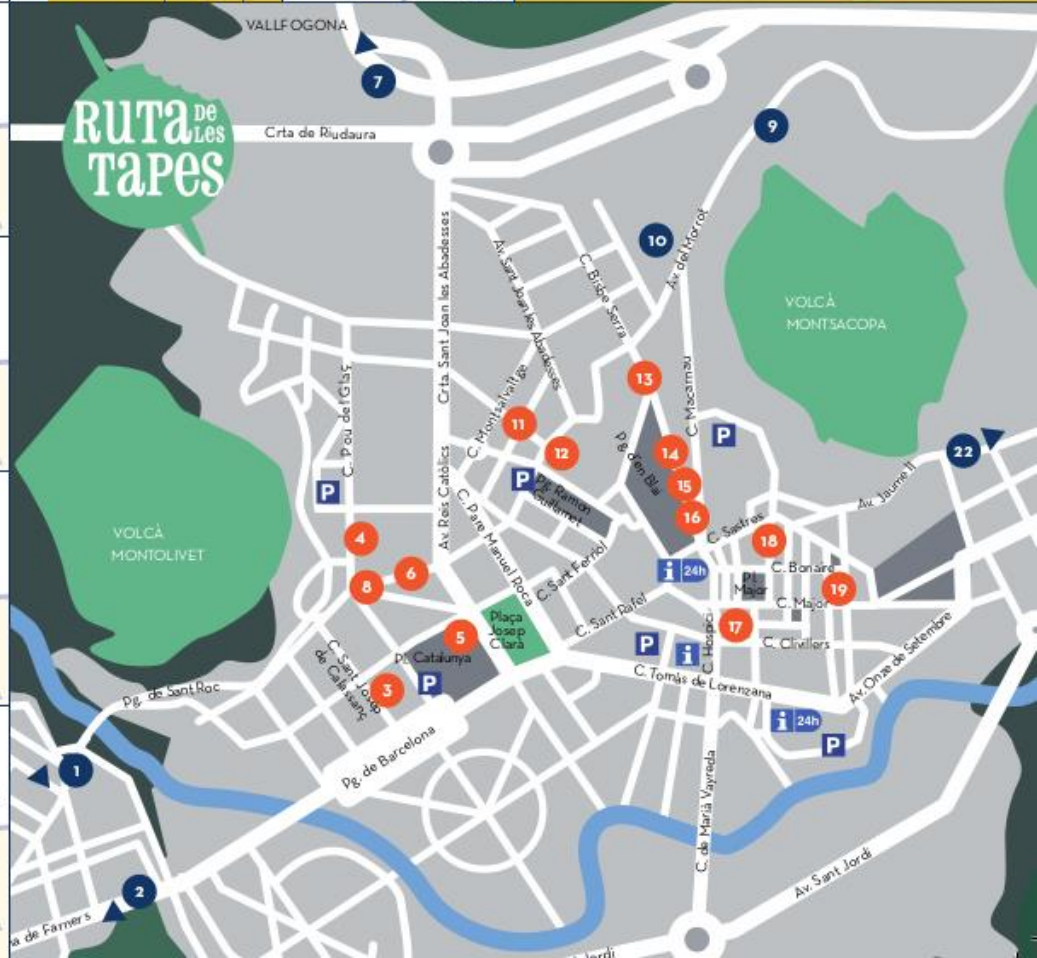 VALLFOGONA
7
RUTA DE LES
TAPES
Crta de Riudaura
9
10
Av. del Morrot
C. Bisbe Serra
Av. Sant Joan les Abadesses
Crta. Sant Joan les Abadesses
VOLCÀ
MONTSACOPA
C. Macarnau
13
C. Pou del Glaç
C. Montsalvatge
11
12
14
15
16
P
Pg. d'en Blai
22
Av. Jaume II
P
Pg. Ramon
Guillamet
P
Av. Reis Catòlics
C. Pare Manuel Roca
VOLCÀ
MONTOLIVET
4
6
8
C. Sastres
18
C. Bonaire
i 24h
Pl.
Major
C. Major
19
C. Sant Ferriol
C. Sant Rafel
Plaça
Josep
Clarà
5
Pl. Catalunya
P
3
C. Sant Josep
de Calassanç
17
C. Hospici
C. Clivillers
P
i
C. Tomàs de Lorenzana
Av. Onze de Setembre
i 24h
P
Pg. de Sant Roc
1
Pg. de Barcelona
C. de Marià Vayreda
2
a de Farners
Av. Sant Jordi
Jordi